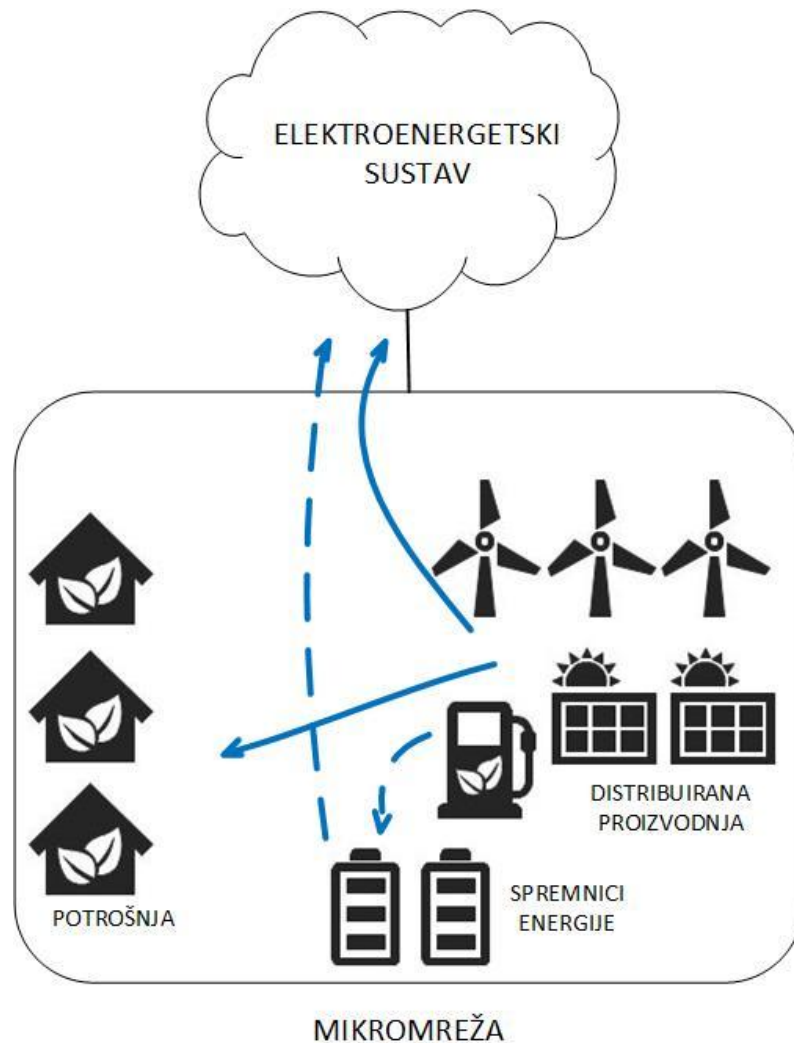 ELEKTROENERGETSKI
SUSTAV
DISTRIBUIRANA
PROIZVODNJA
SPREMNICI
ENERGIJE
POTROŠNJA
MIKROMREŽA